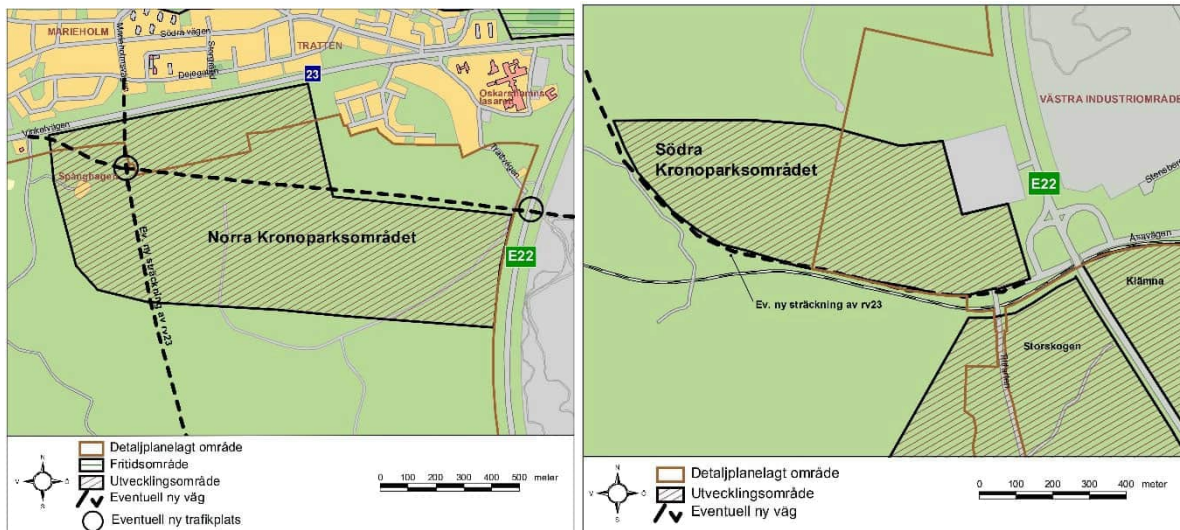 MARIEHOLM
Södra vägen
TRATTEN
Döjegatan
23
Oskarshamns
lasarett
Vinkelvägen
Norra Kronoparksområdet
E22
Ev. ny sträckning av rv23
Detaljplanelagt område
Fritidsområde
Utvecklingsområde
Eventuell ny väg
Eventuell ny trafikplats
N
V
Ö
S
0 100 200 300 400 500 meter
VÄSTRA INDUSTRIOMRÅDE
Södra
Kronoparksområdet
E22
Åsavägen
Klämna
Ev. ny sträckning av rv23
Storskogen
Detaljplanelagt område
Utvecklingsområde
Eventuell ny väg
N
V
Ö
S
0 100 200 300 400 meter